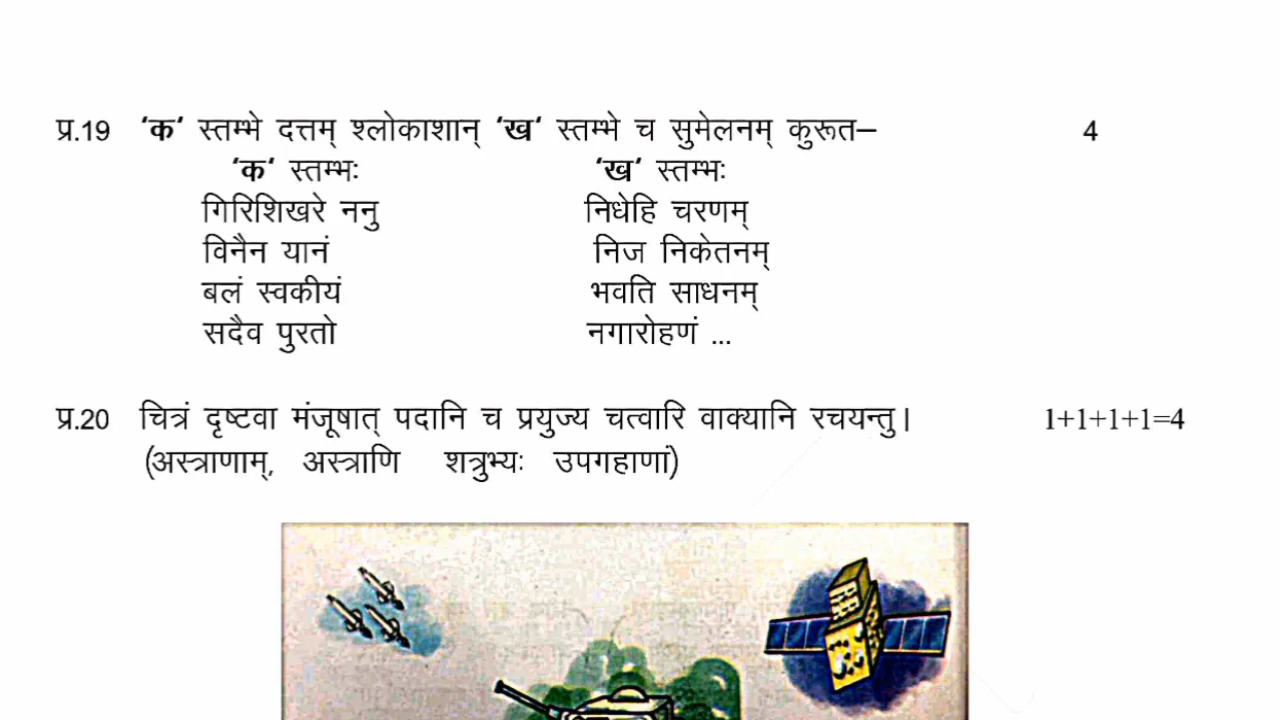 प्र.19 ‘क‘ स्तम्भे दत्तम् श्लोकाशान् ‘ख‘ स्तम्भे च सुमेलनम् कुरूत– 4
‘क‘ स्तम्भः ‘ख‘ स्तम्भः
गिरिशिखरे ननु निधेहि चरणम्
विनैन यानं निज निकेतनम्
बलं स्वकीयं भवति साधनम्
सदैव पुरतो नगारोहणं ...
प्र.20 चित्रं दृष्टवा मंजूषात् पदानि च प्रयुज्य चत्वारि वाक्यानि रचयन्तु। 1+1+1+1=4
(अस्त्राणाम्, अस्त्राणि शत्रुभ्यः उपगहाणां)